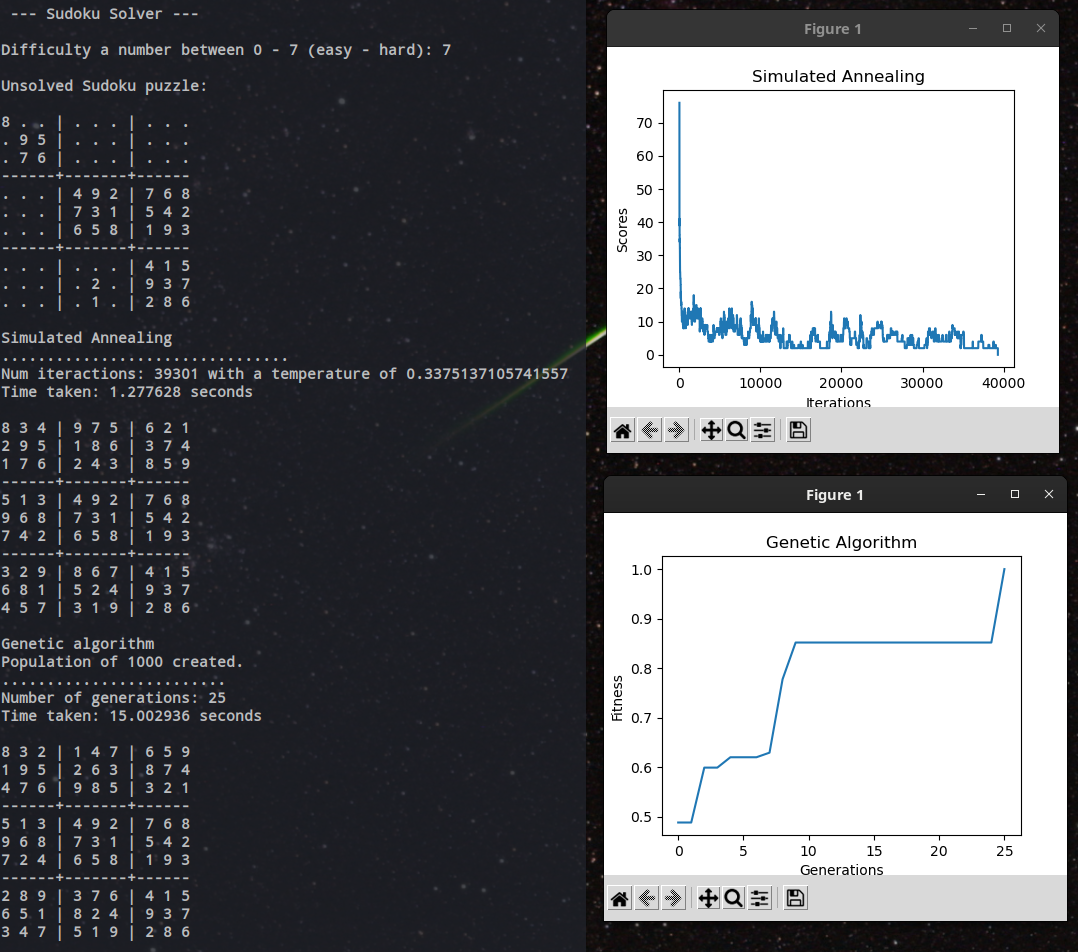 --- Sudoku Solver ---
Difficulty a number between 0 - 7 (easy - hard): 7
Unsolved Sudoku puzzle:
8 . . | . . . | . . .
. 9 5 | . . . | . . .
. 7 6 | . . . | . . .
------+-------+------
. . . | 4 9 2 | 7 6 8
. . . | 7 3 1 | 5 4 2
. . . | 6 5 8 | 1 9 3
------+-------+------
. . . | . . . | 4 1 5
. . . | . 2 . | 9 3 7
. . . | . 1 . | 2 8 6
Simulated Annealing
...............................
Num iteractions: 39301 with a temperature of 0.3375137105741557
Time taken: 1.277628 seconds
8 3 4 | 9 7 5 | 6 2 1
2 9 5 | 1 8 6 | 3 7 4
1 7 6 | 2 4 3 | 8 5 9
------+-------+------
5 1 3 | 4 9 2 | 7 6 8
9 6 8 | 7 3 1 | 5 4 2
7 4 2 | 6 5 8 | 1 9 3
------+-------+------
3 2 9 | 8 6 7 | 4 1 5
6 8 1 | 5 2 4 | 9 3 7
4 5 7 | 3 1 9 | 2 8 6
Genetic algorithm
Population of 1000 created.
.........................
Number of generations: 25
Time taken: 15.002936 seconds
8 3 2 | 1 4 7 | 6 5 9
1 9 5 | 2 6 3 | 8 7 4
4 7 6 | 9 8 5 | 3 2 1
------+-------+------
5 1 3 | 4 9 2 | 7 6 8
9 6 8 | 7 3 1 | 5 4 2
7 2 4 | 6 5 8 | 1 9 3
------+-------+------
2 8 9 | 3 7 6 | 4 1 5
6 5 1 | 8 2 4 | 9 3 7
3 4 7 | 5 1 9 | 2 8 6
Figure 1
Simulated Annealing
70
60
50
40
30
20
10
0
Scores
0 10000 20000 30000 40000
Iterations
Figure 1
Genetic Algorithm
1.0
0.9
0.8
0.7
0.6
0.5
Fitness
0 5 10 15 20 25
Generations